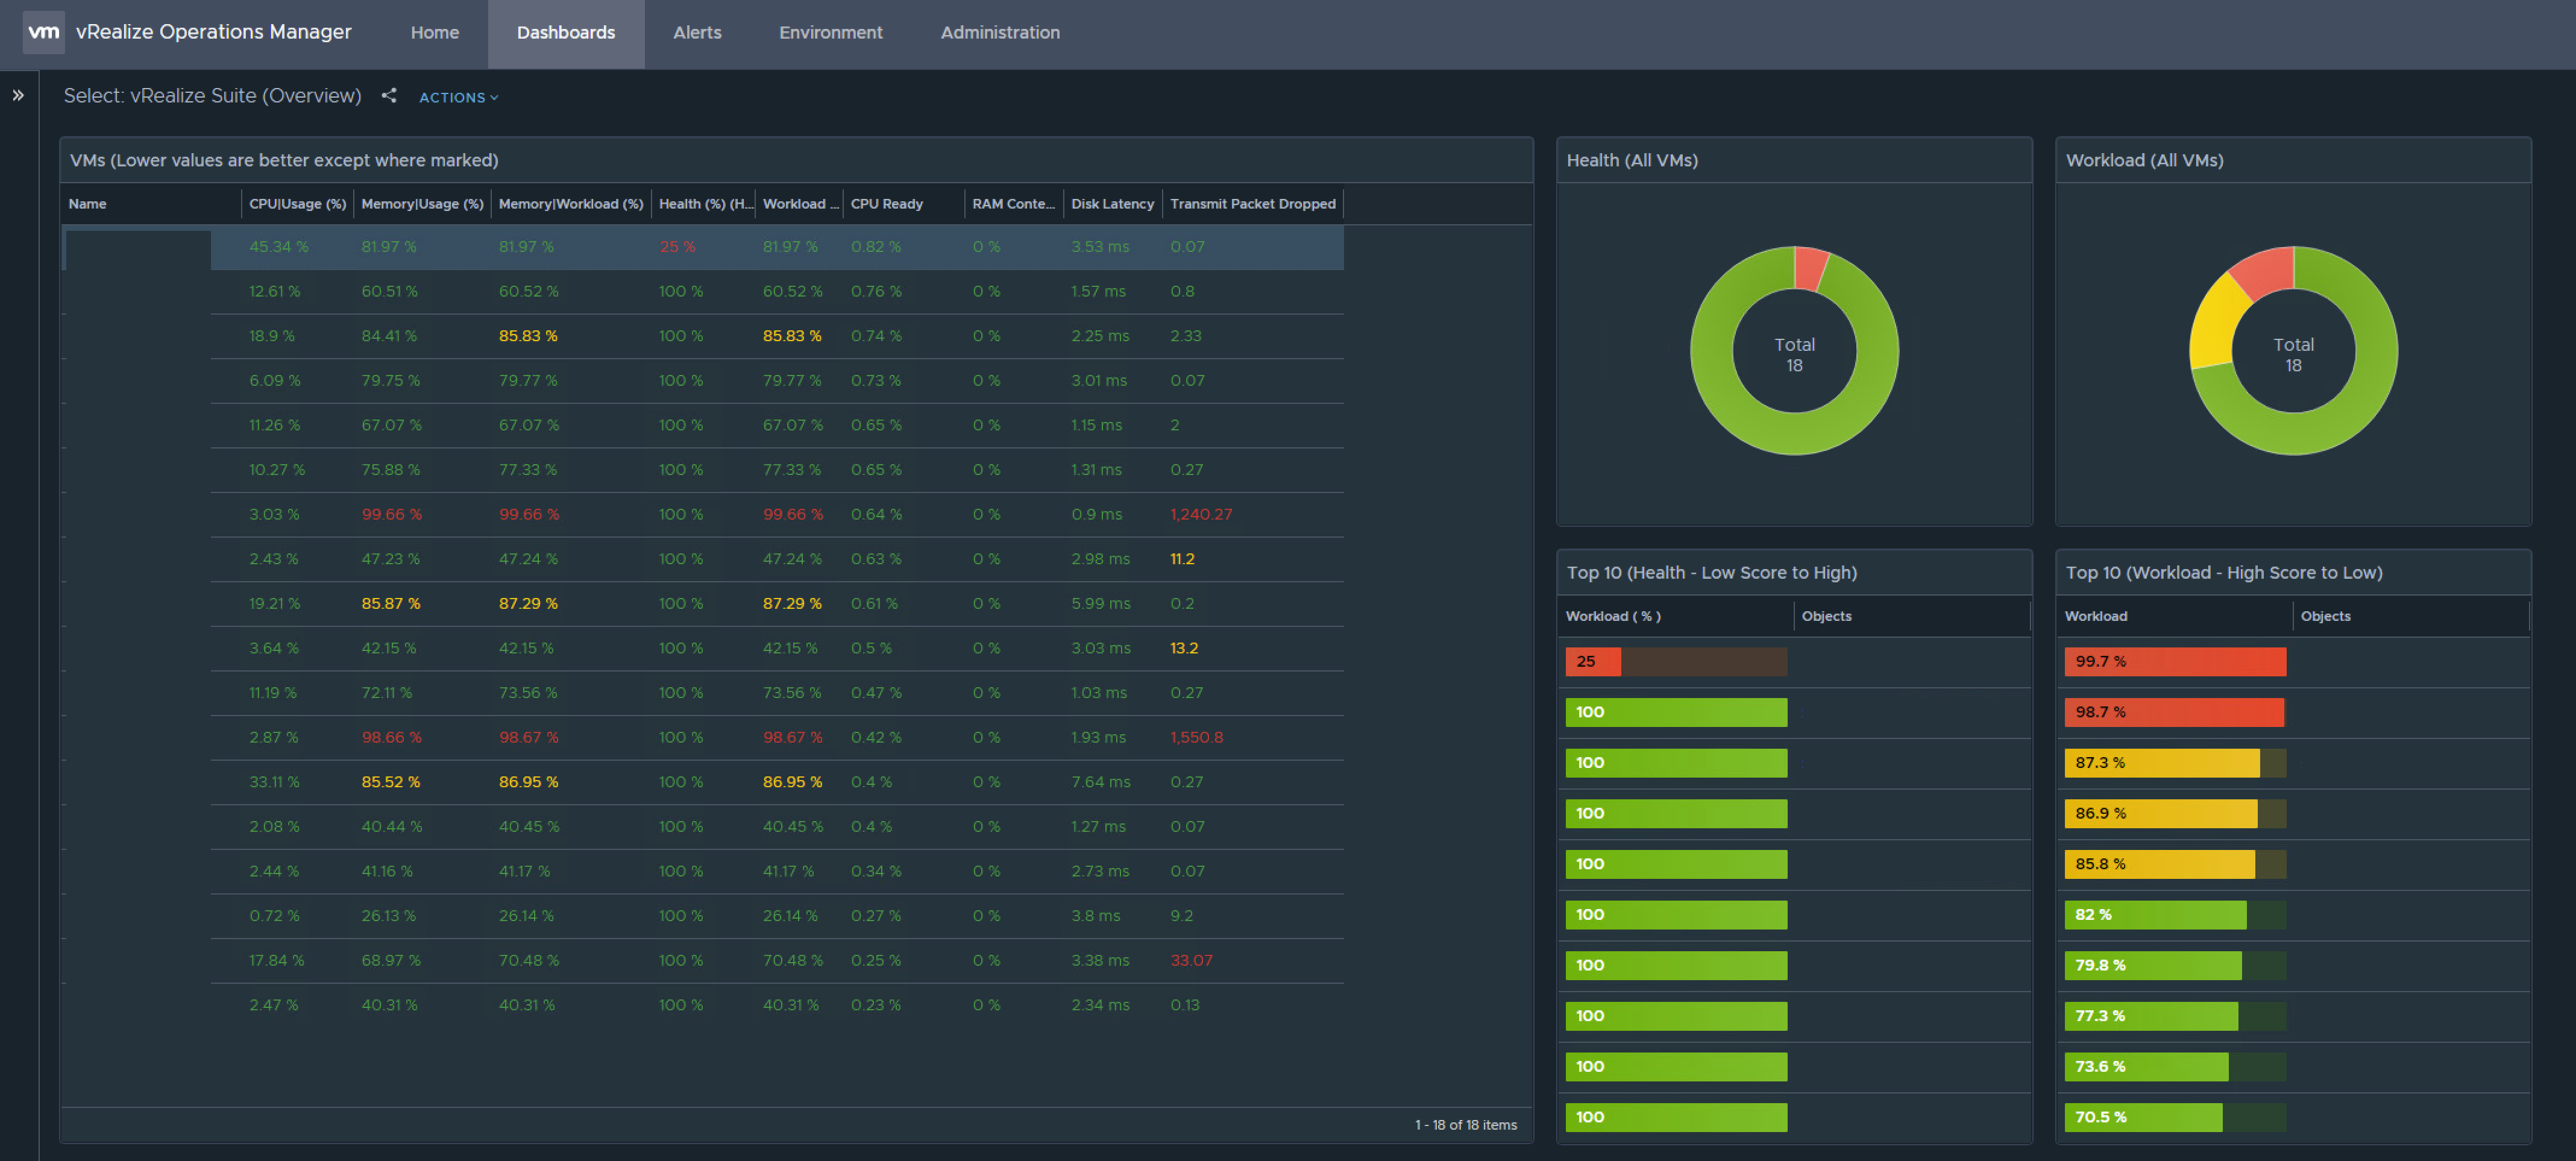 vm vRealize Operations Manager Home Dashboards Alerts Environment Administration
Select: vRealize Suite (Overview) ACTIONS
VMs (Lower values are better except where marked)
Name CPU|Usage (%) Memory|Usage (%) Memory|Workload (%) Health (%) (H... Workload ... CPU Ready RAM Conte... Disk Latency Transmit Packet Dropped
45.34 % 81.97 % 81.97 % 25 % 81.97 % 0.82 % 0 % 3.53 ms 0.07
12.61 % 60.51 % 60.52 % 100 % 60.52 % 0.76 % 0 % 1.57 ms 0.8
18.9 % 84.41 % 85.83 % 100 % 85.83 % 0.74 % 0 % 2.25 ms 2.33
6.09 % 79.75 % 79.77 % 100 % 79.77 % 0.73 % 0 % 3.01 ms 0.07
11.26 % 67.07 % 67.07 % 100 % 67.07 % 0.65 % 0 % 1.15 ms 2
10.27 % 75.88 % 77.33 % 100 % 77.33 % 0.65 % 0 % 1.31 ms 0.27
3.03 % 99.66 % 99.66 % 100 % 99.66 % 0.64 % 0 % 0.9 ms 1,240.27
2.43 % 47.23 % 47.24 % 100 % 47.24 % 0.63 % 0 % 2.98 ms 11.2
19.21 % 85.87 % 87.29 % 100 % 87.29 % 0.61 % 0 % 5.99 ms 0.2
3.64 % 42.15 % 42.15 % 100 % 42.15 % 0.5 % 0 % 3.03 ms 13.2
11.19 % 72.11 % 73.56 % 100 % 73.56 % 0.47 % 0 % 1.03 ms 0.27
2.87 % 98.66 % 98.67 % 100 % 98.67 % 0.42 % 0 % 1.93 ms 1,550.8
33.11 % 85.52 % 86.95 % 100 % 86.95 % 0.4 % 0 % 7.64 ms 0.27
2.08 % 40.44 % 40.45 % 100 % 40.45 % 0.4 % 0 % 1.27 ms 0.07
2.44 % 41.16 % 41.17 % 100 % 41.17 % 0.34 % 0 % 2.73 ms 0.07
0.72 % 26.13 % 26.14 % 100 % 26.14 % 0.27 % 0 % 3.8 ms 9.2
17.84 % 68.97 % 70.48 % 100 % 70.48 % 0.25 % 0 % 3.38 ms 33.07
2.47 % 40.31 % 40.31 % 100 % 40.31 % 0.23 % 0 % 2.34 ms 0.13
1 - 18 of 18 items
Health (All VMs)
Total
18
Workload (All VMs)
Total
18
Top 10 (Health - Low Score to High)
Workload ( % ) Objects
25
100
100
100
100
100
100
100
100
100
Top 10 (Workload - High Score to Low)
Workload Objects
99.7 %
98.7 %
87.3 %
86.9 %
85.8 %
82 %
79.8 %
77.3 %
73.6 %
70.5 %